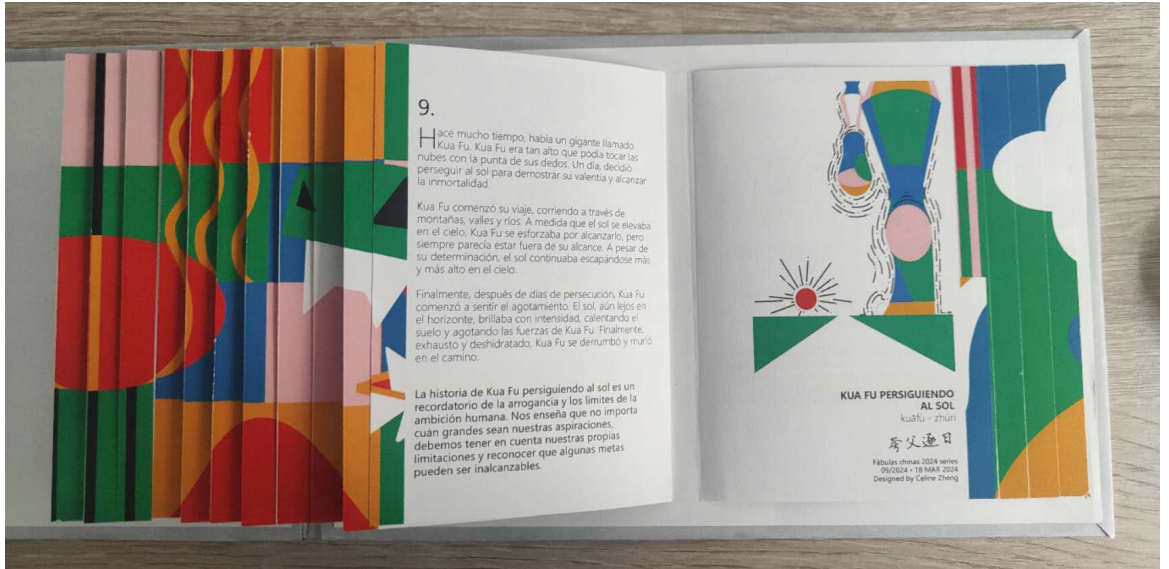 9.
Hace mucho tiempo, había un gigante llamado
Kua Fu. Kua Fu era tan alto que podía tocar las
nubes con la punta de sus dedos. Un día, decidió
perseguir al sol para demostrar su valentía y alcanzar
la inmortalidad.
Kua Fu comenzó su viaje, corriendo a través de
montañas, valles y ríos. A medida que el sol se elevaba
en el cielo, Kua Fu se esforzaba por alcanzarlo, pero
siempre parecía estar fuera de su alcance. A pesar de
su determinación, el sol continuaba escapándose más
y más alto en el cielo.
Finalmente, después de días de persecución, Kua Fu
comenzó a sentir el agotamiento. El sol, aún lejos en
el horizonte, brillaba con intensidad, calentando el
suelo y agotando las fuerzas de Kua Fu. Finalmente,
exhausto y deshidratado, Kua Fu se derrumbó y murió
en el camino.
La historia de Kua Fu persiguiendo al sol es un
recordatorio de la arrogancia y los límites de la
ambición humana. Nos enseña que no importa
cuán grandes sean nuestras aspiraciones,
debemos tener en cuenta nuestras propias
limitaciones y reconocer que algunas metas
pueden ser inalcanzables.
KUA FU PERSIGUIENDO
AL SOL
kuāfù - zhúrì
夸父逐日
Fábulas chinas 2024 series
09/2024 • 18 MAR 2024
Designed by Celine Zheng